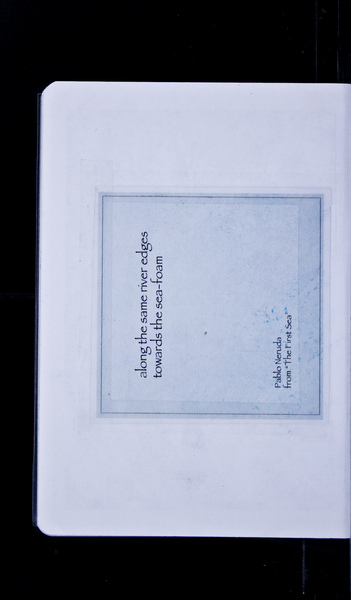 along the same river edges
towards the sea-foam
Pablo Neruda
from "The First Sea"